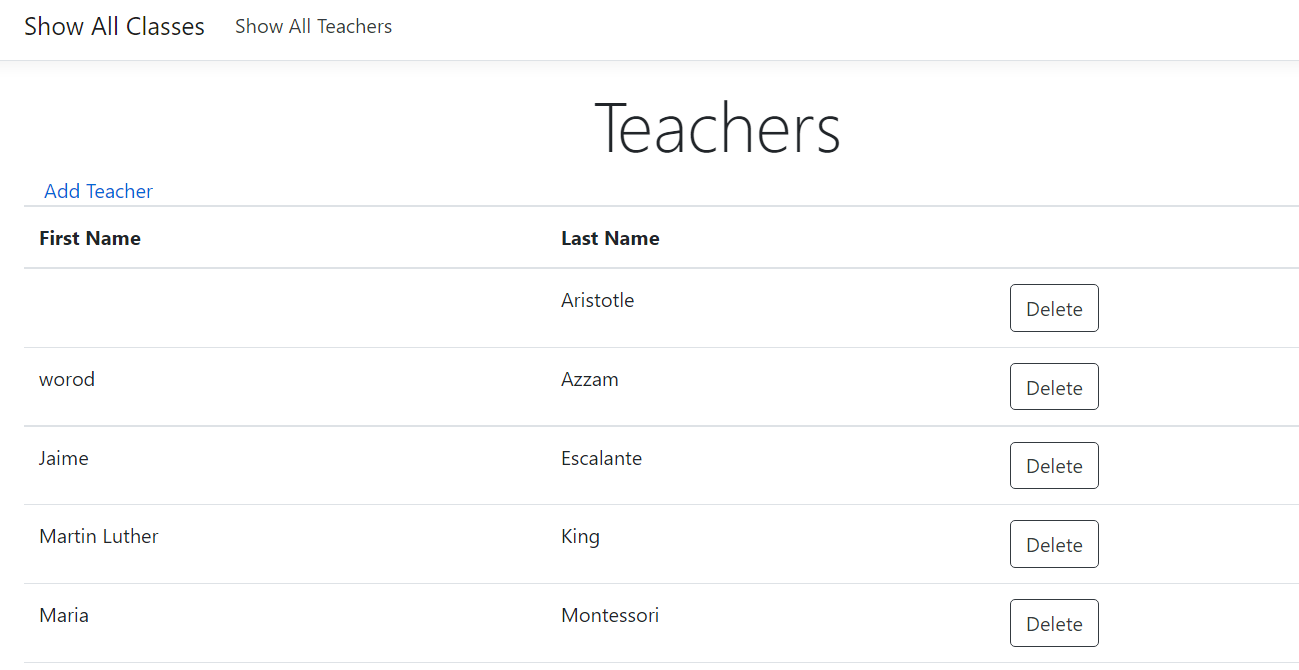 Show All Classes Show All Teachers
Teachers
Add Teacher
First Name Last Name
Aristotle Delete
worod Azzam Delete
Jaime Escalante Delete
Martin Luther King Delete
Maria Montessori Delete